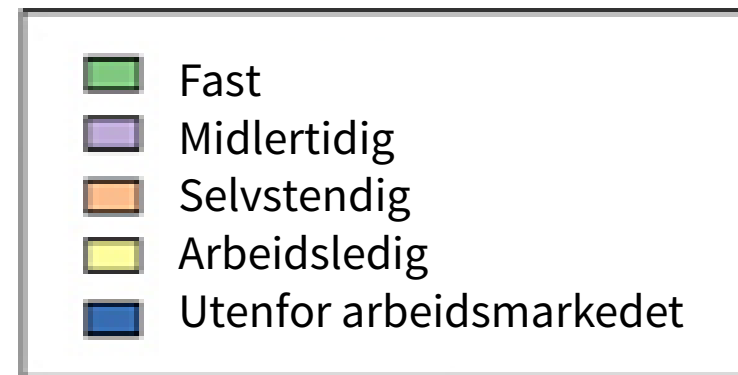 Fast
Midlertidig
Selvstendig
Arbeidsledig
Utenfor arbeidsmarkedet